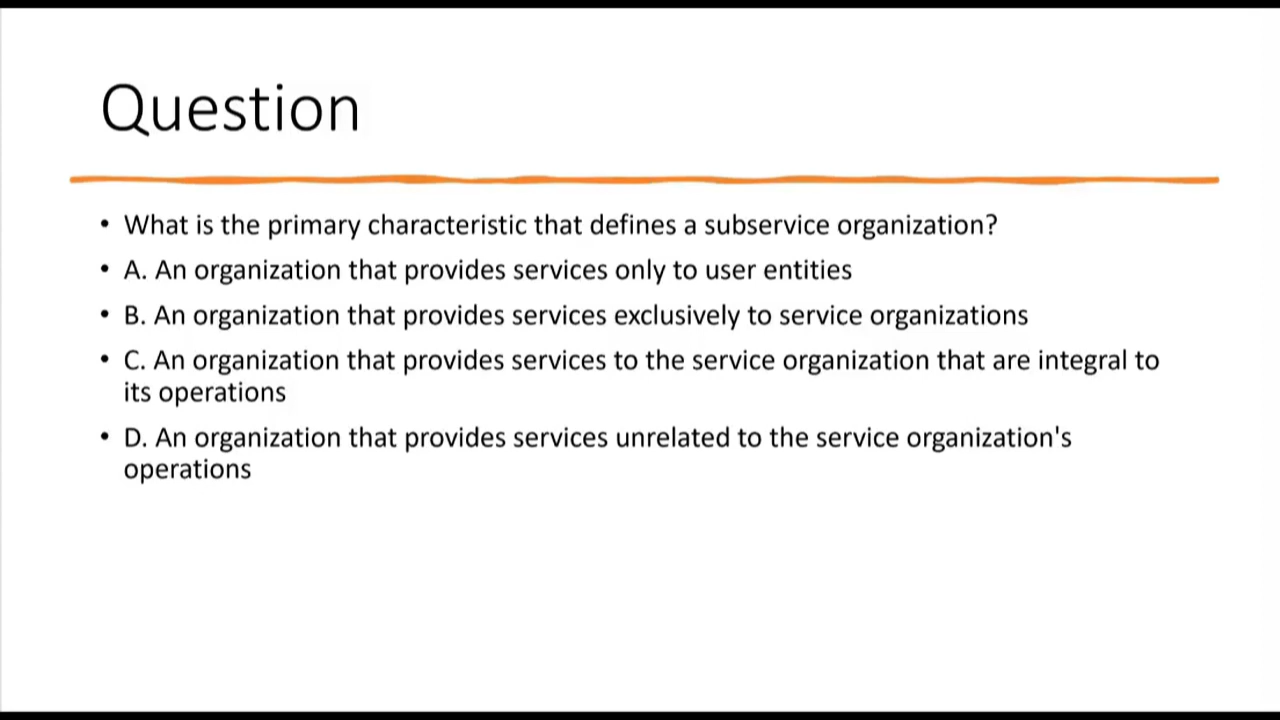 Question
• What is the primary characteristic that defines a subservice organization?
• A. An organization that provides services only to user entities
• B. An organization that provides services exclusively to service organizations
• C. An organization that provides services to the service organization that are integral to
its operations
• D. An organization that provides services unrelated to the service organization's
operations